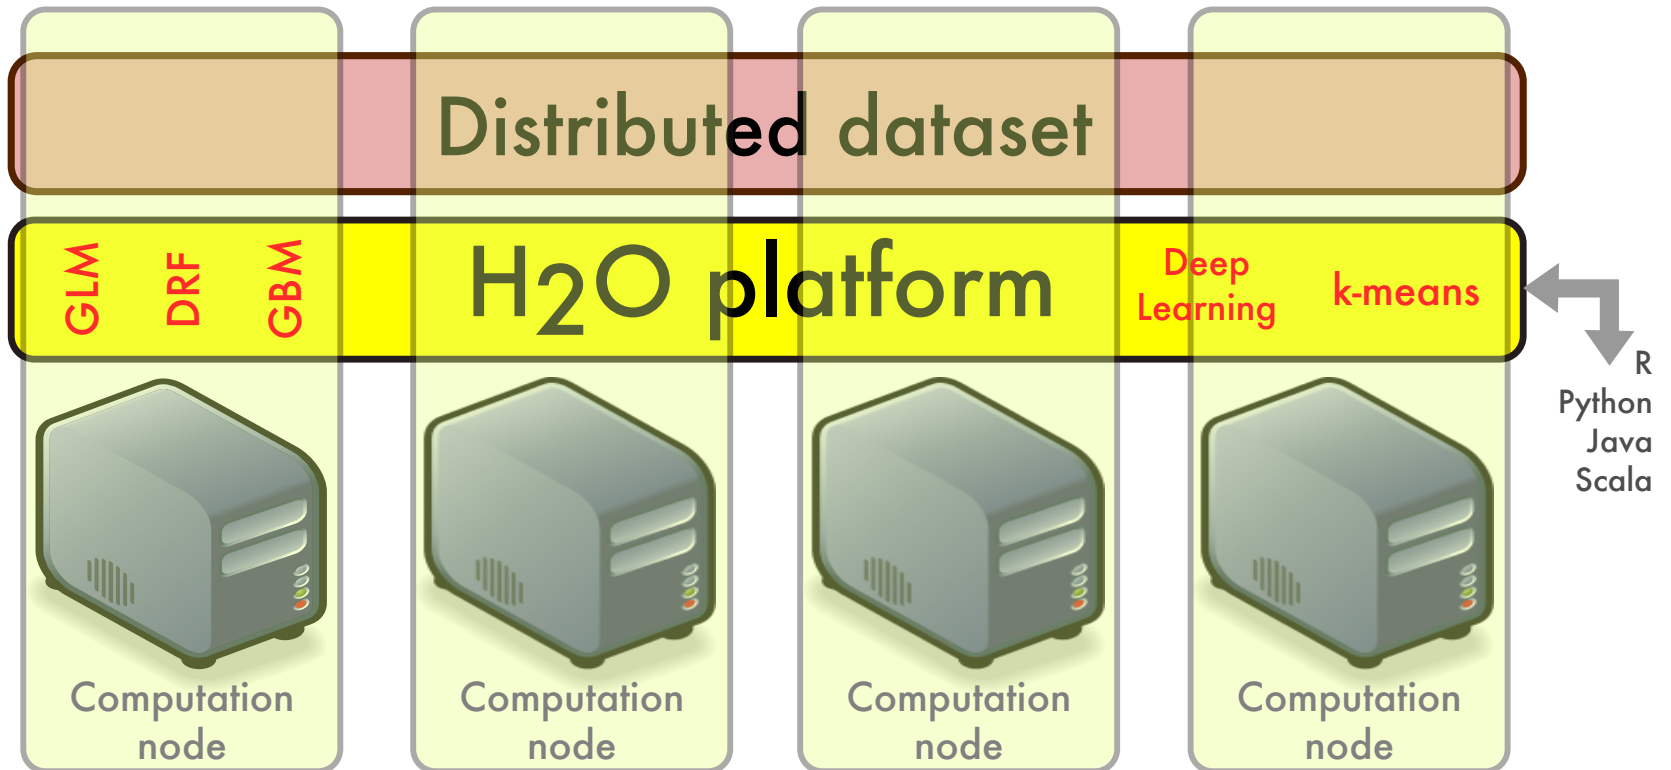 Distributed dataset
GLM
DRF
GBM
H2O platform
Deep
Learning
k-means
R
Python
Java
Scala
Computation
node
Computation
node
Computation
node
Computation
node